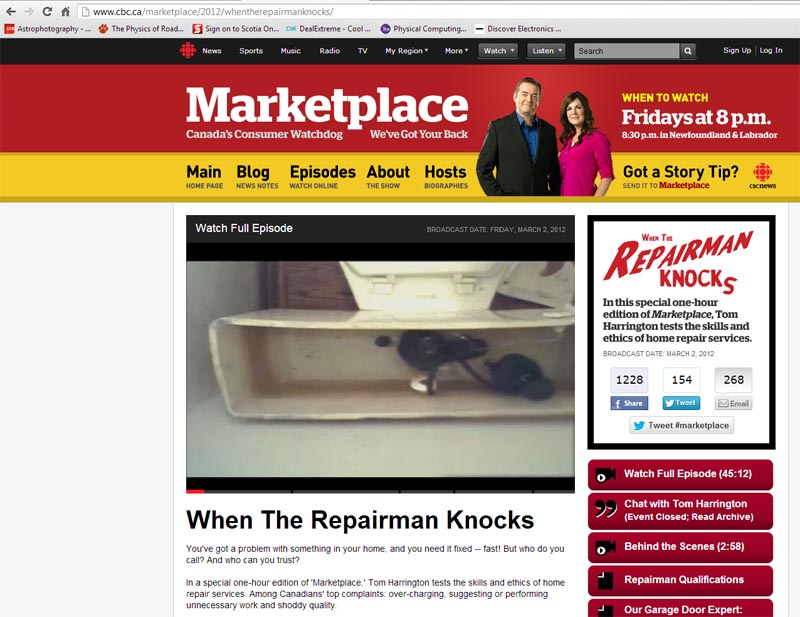 www.cbc.ca/marketplace/2012/whentherepairmanknocks/
Astrophotography - ...
The Physics of Road...
Sign on to Scotia On...
DX DealExtreme - Cool ...
Physical Computing...
Discover Electronics ...
News
Sports
Music
Radio
TV
My Region
More
Watch
Listen
Search
Sign Up | Log In
Marketplace
Canada's Consumer Watchdog
We've Got Your Back
WHEN TO WATCH
Fridays at 8 p.m.
8:30 p.m. in Newfoundland & Labrador
Main
HOME PAGE
Blog
NEWS NOTES
Episodes
WATCH ONLINE
About
THE SHOW
Hosts
BIOGRAPHIES
Got a Story Tip?
SEND IT TO Marketplace
CBCNEWS
Watch Full Episode
BROADCAST DATE: FRIDAY, MARCH 2, 2012
When The Repairman Knocks
You've got a problem with something in your home, and you need it fixed -- fast! But who do you
call? And who can you trust?
In a special one-hour edition of 'Marketplace,' Tom Harrington tests the skills and ethics of home
repair services. Among Canadians' top complaints: over-charging, suggesting or performing
unnecessary work and shoddy quality.
WHEN THE
REPAIRMAN
KNOCKS
In this special one-hour
edition of Marketplace, Tom
Harrington tests the skills and
ethics of home repair services.
BROADCAST DATE: MARCH 2, 2012
1228
154
268
f Share
Tweet
Email
Tweet #marketplace
Watch Full Episode (45:12)
Chat with Tom Harrington
(Event Closed; Read Archive)
Behind the Scenes (2:58)
Repairman Qualifications
Our Garage Door Expert: